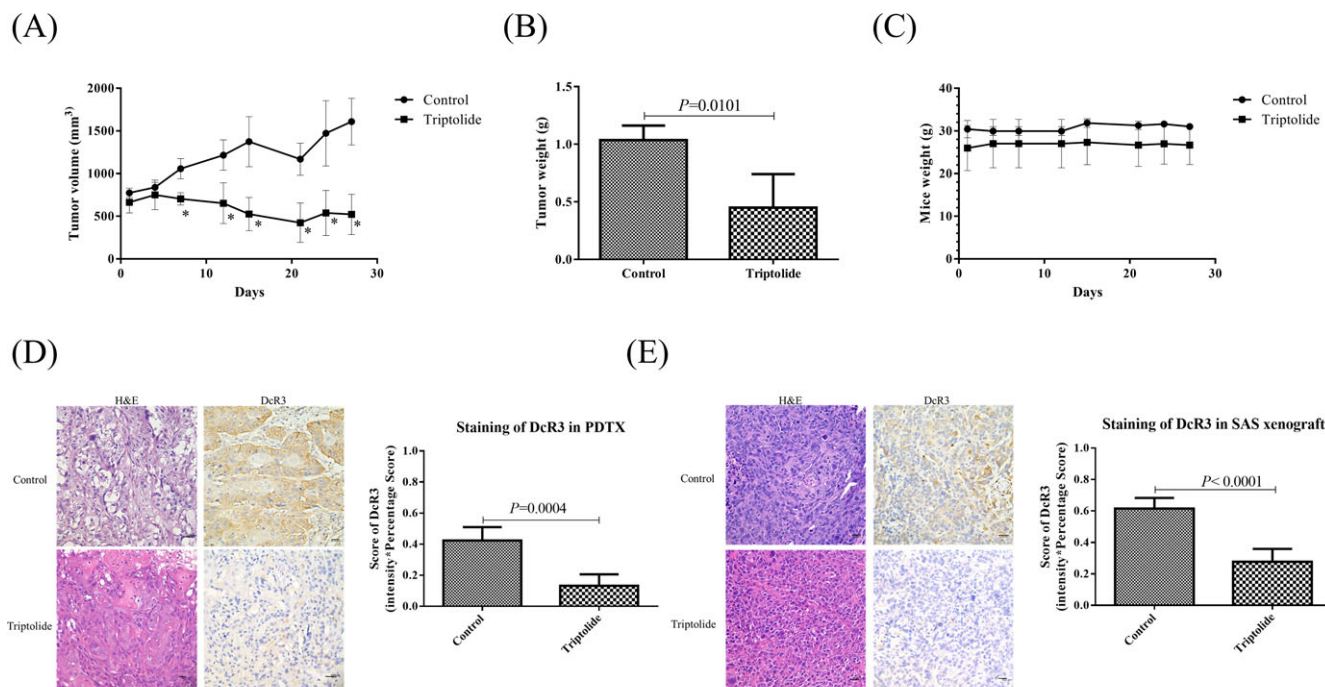 (A)
Tumor volume (mm³)
2000
1500
1000
500
0
0 10 20 30
Days
Control
Triptolide
* * * * * *
(B)
Tumor weight (g)
1.5
1.0
0.5
0.0
P=0.0101
Control Triptolide
(C)
Mice weight (g)
40
30
20
10
0
0 10 20 30
Days
Control
Triptolide
(D)
H&E DcR3
Control
Triptolide
Staining of DcR3 in PDTX
Score of DcR3
(intensity*Percentage Score)
1.0
0.8
0.6
0.4
0.2
0.0
P=0.0004
Control Triptolide
(E)
H&E DcR3
Control
Triptolide
Staining of DcR3 in SAS xenograft
Score of DcR3
(intensity*Percentage Score)
1.0
0.8
0.6
0.4
0.2
0.0
P< 0.0001
Control Triptolide